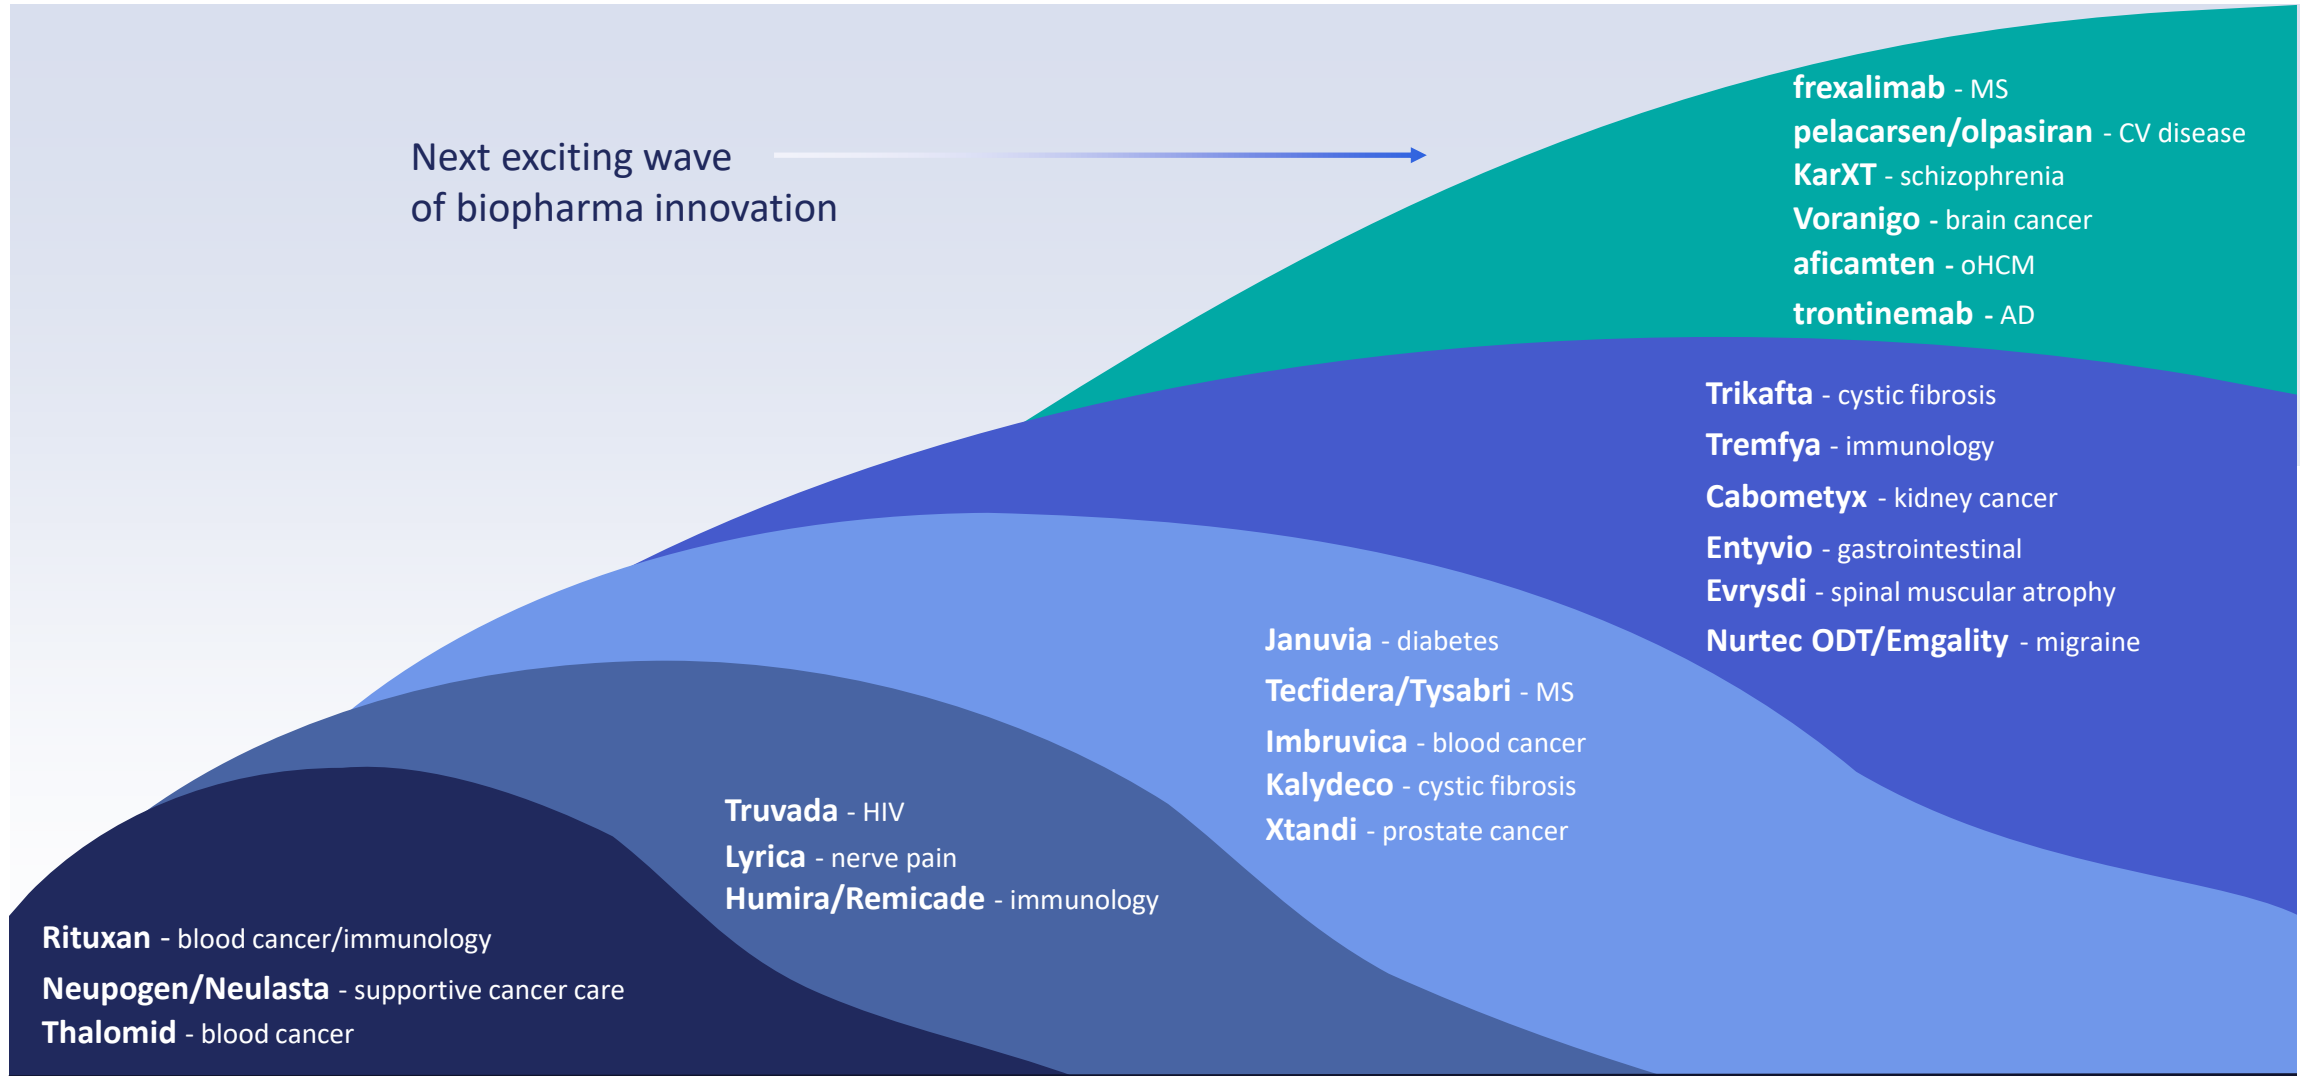 Next exciting wave
of biopharma innovation
frexalimab - MS
pelacarsen/olpasiran - CV disease
KarXT - schizophrenia
Voranigo - brain cancer
aficamten - oHCM
trontinemab - AD
Trikafta - cystic fibrosis
Tremfya - immunology
Cabometyx - kidney cancer
Entyvio - gastrointestinal
Evrysdi - spinal muscular atrophy
Nurtec ODT/Emgality - migraine
Januvia - diabetes
Tecfidera/Tysabri - MS
Imbruvica - blood cancer
Kalydeco - cystic fibrosis
Xtandi - prostate cancer
Truvada - HIV
Lyrica - nerve pain
Humira/Remicade - immunology
Rituxan - blood cancer/immunology
Neupogen/Neulasta - supportive cancer care
Thalomid - blood cancer